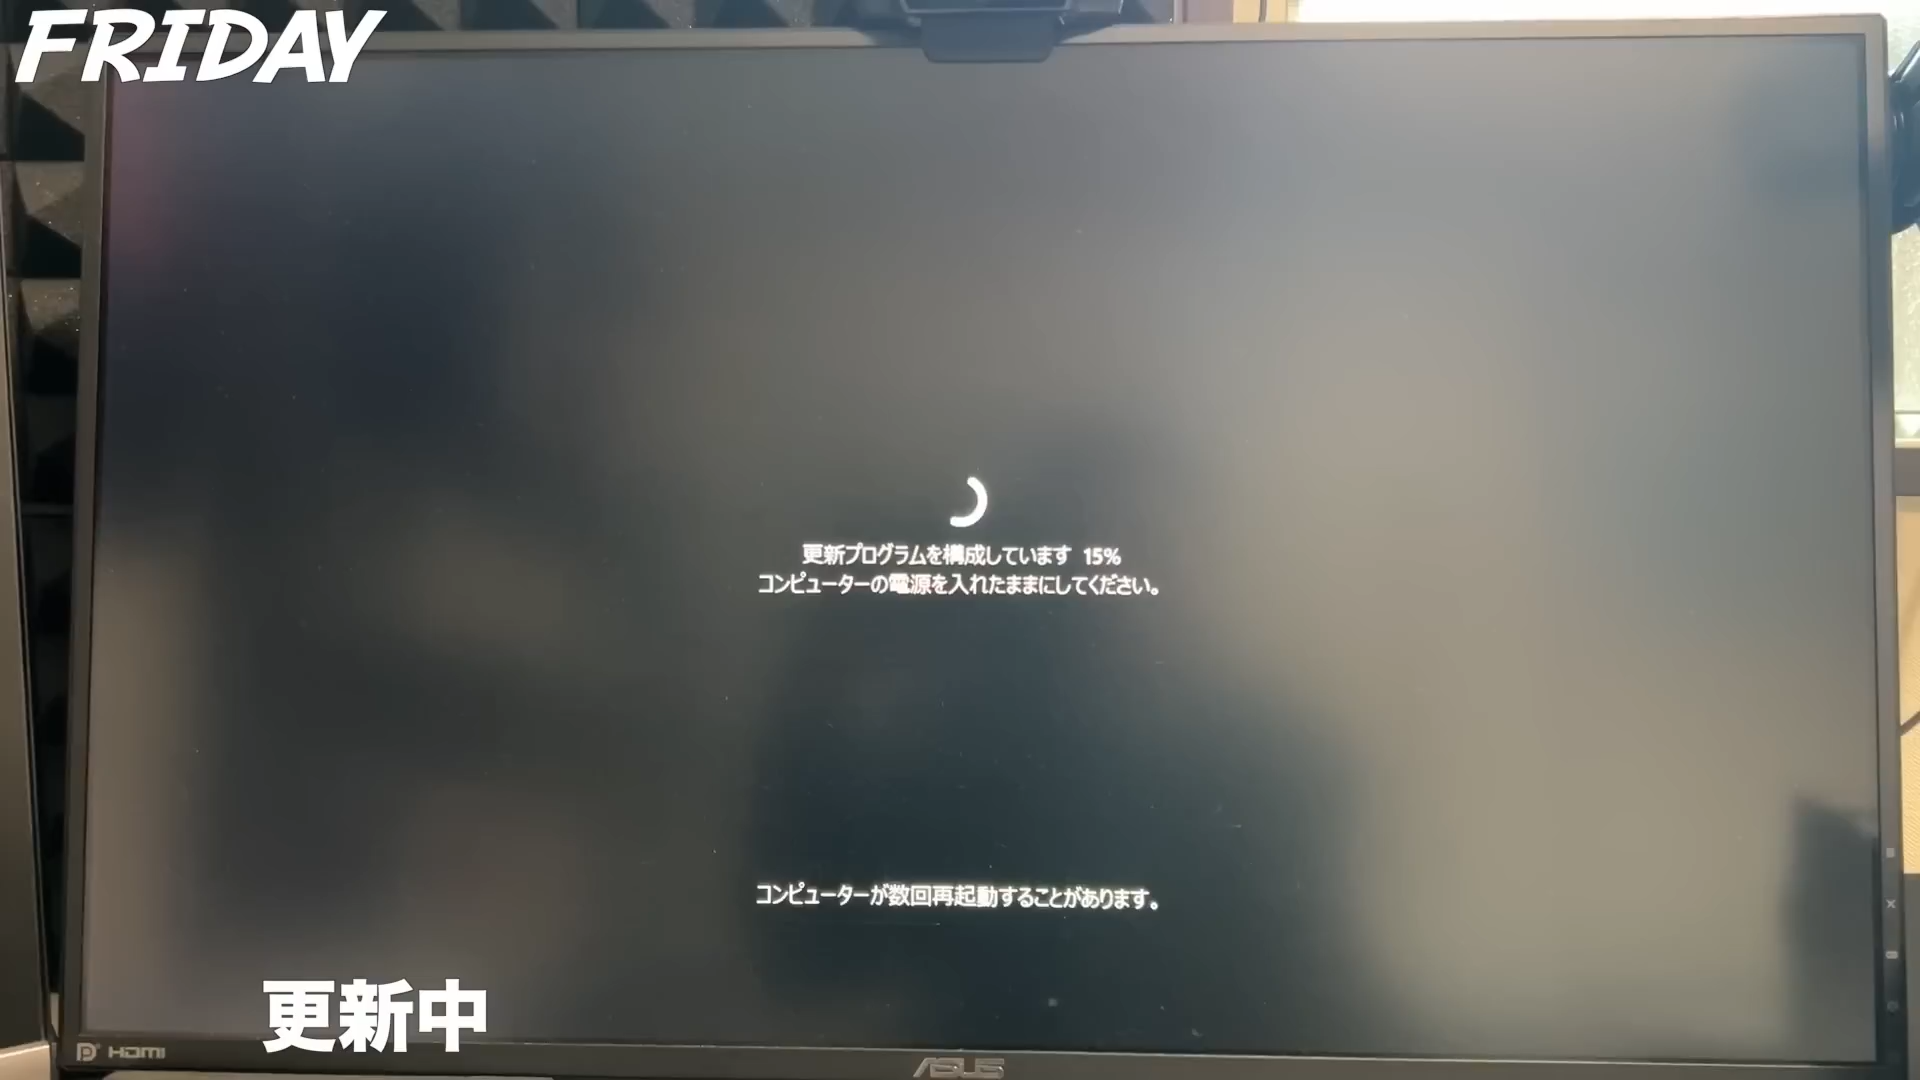 FRIDAY
更新プログラムを構成しています 15%
コンピューターの電源を入れたままにしてください。
コンピューターが数回再起動することがあります。
更新中
HDMI
ASUS